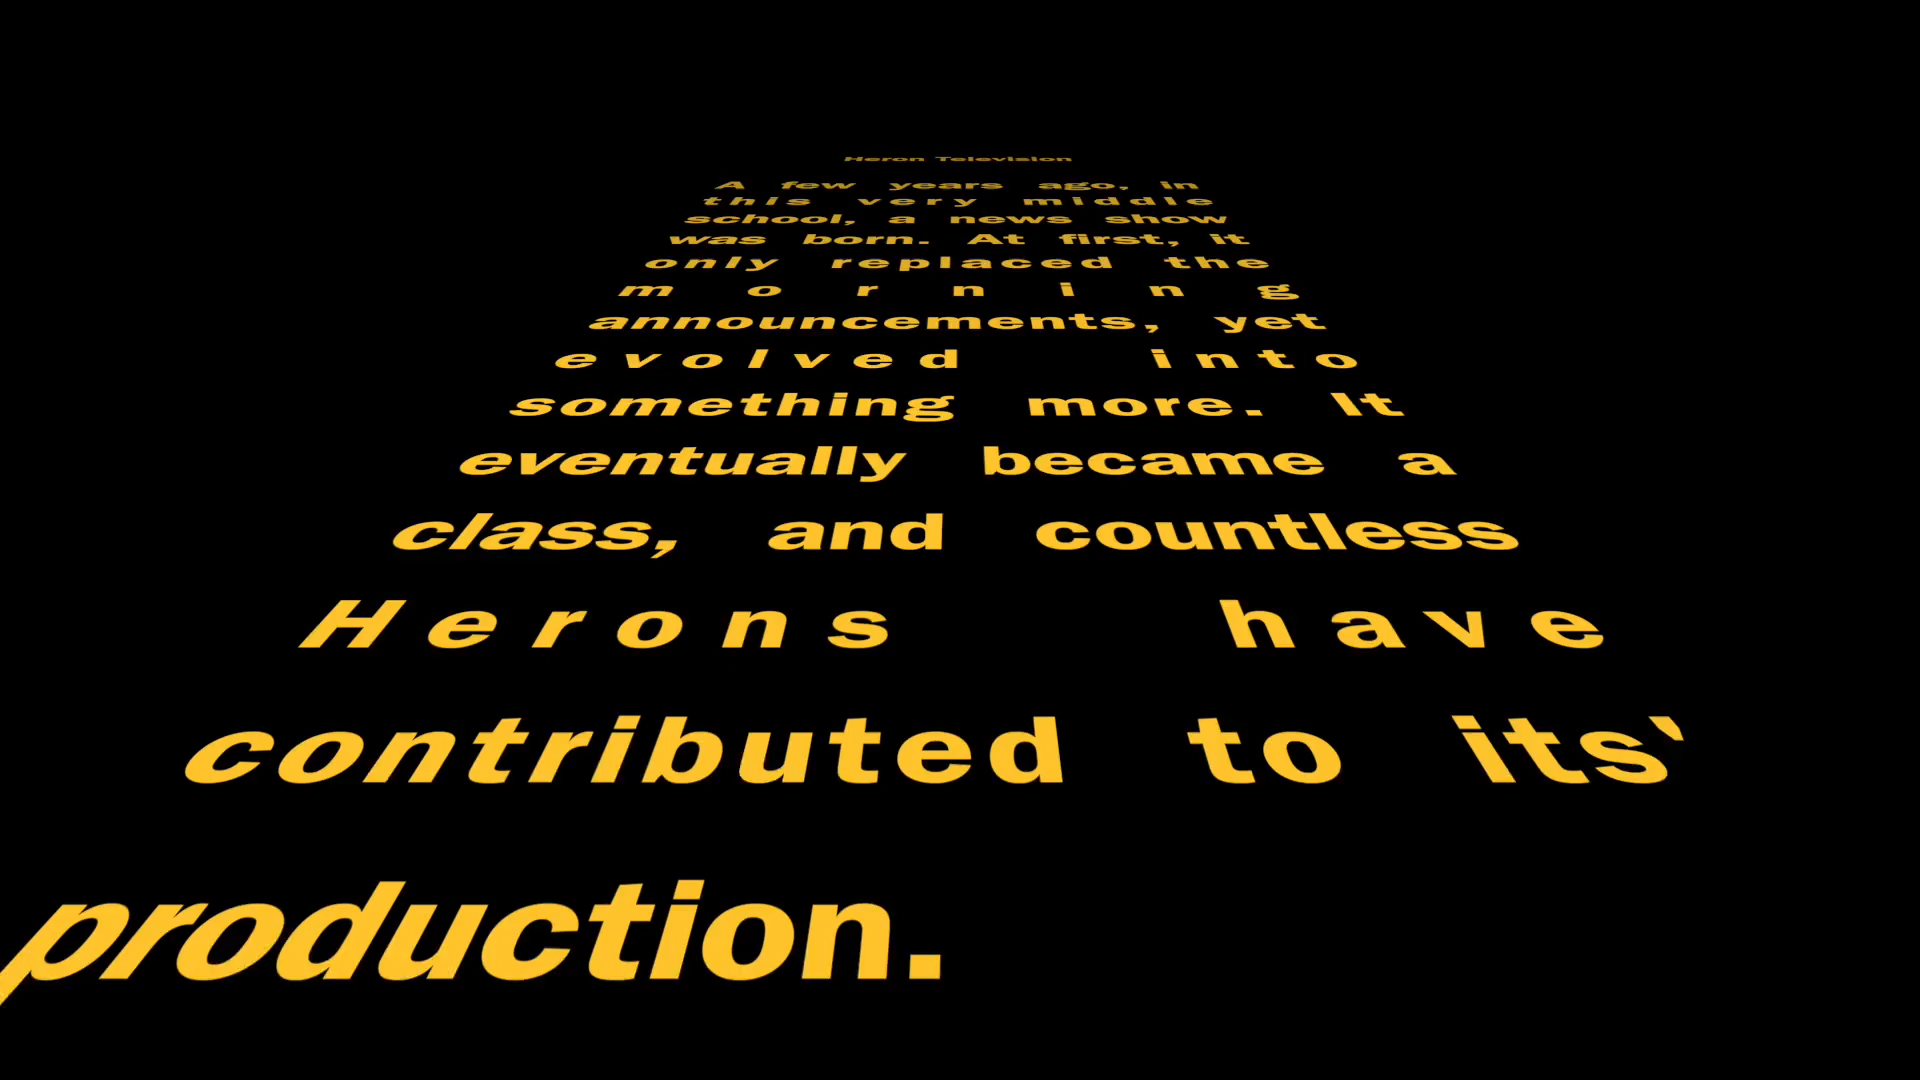 Heron Television
A few years ago, in
this very middle
school, a news show
was born. At first, it
only replaced the
morning
announcements, yet
evolved into
something more. It
eventually became a
class, and countless
Herons have
contributed to its'
production.